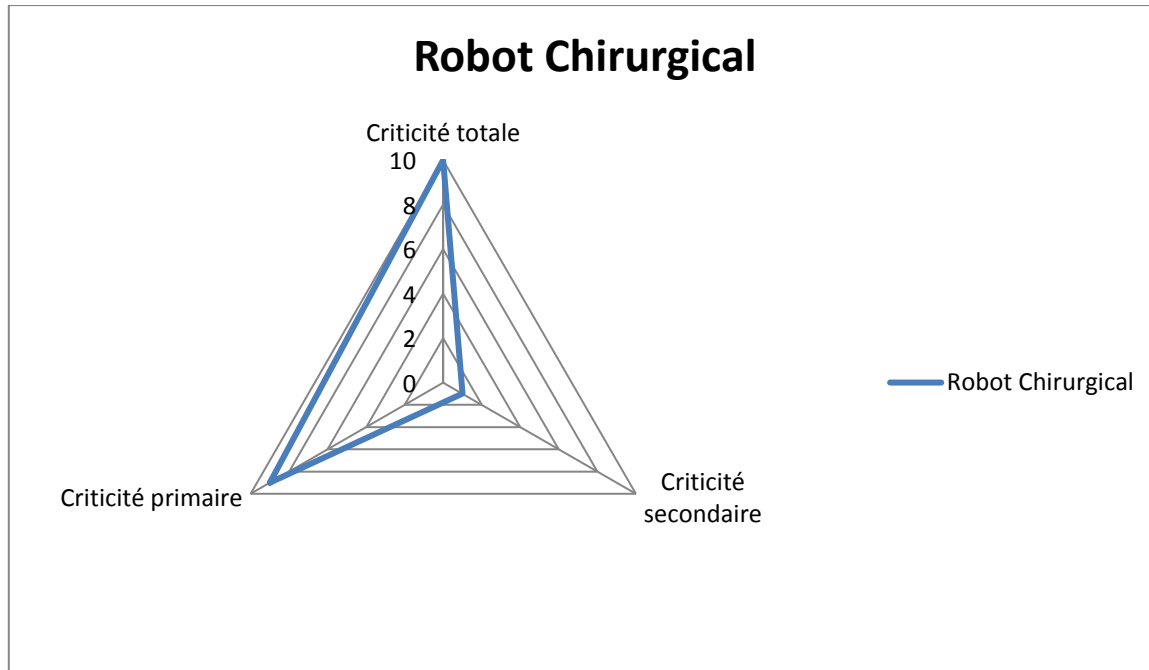 Robot Chirurgical
Criticité totale
10
8
6
4
2
0
Robot Chirurgical
Criticité primaire
Criticité
secondaire